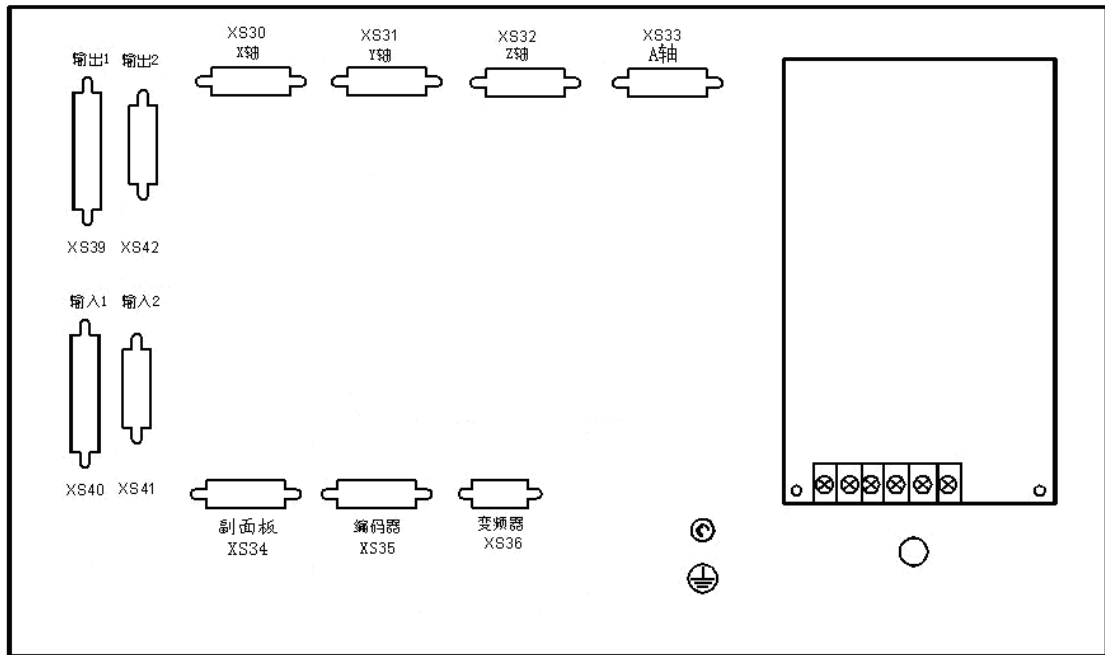 XS30
X轴
XS31
Y轴
XS32
Z轴
XS33
A轴
输出1 输出2
XS39 XS42
输入1 输入2
XS40 XS41
副面板
XS34
编码器
XS35
变频器
XS36